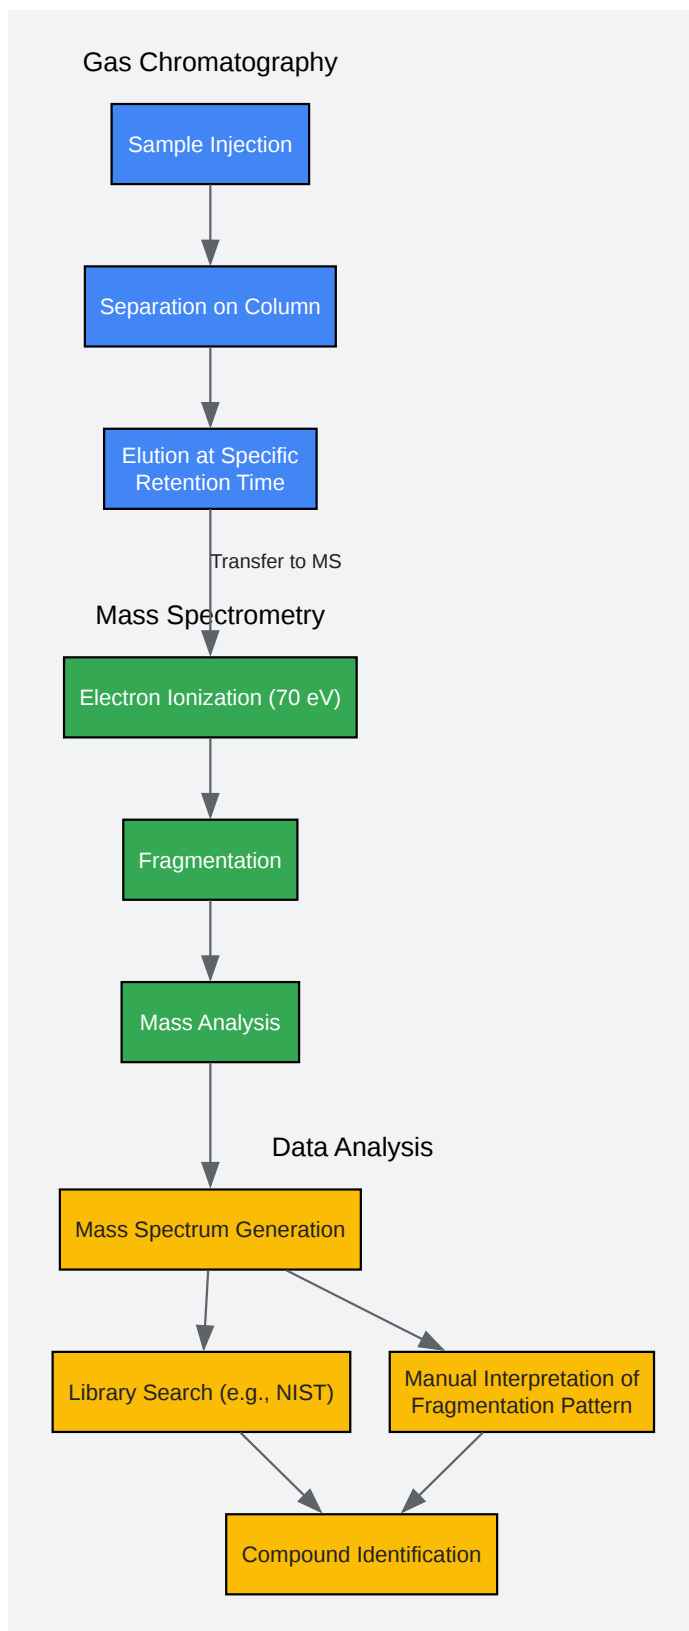 Gas Chromatography
Sample Injection
Separation on Column
Elution at Specific
Retention Time
Transfer to MS
Mass Spectrometry
Electron Ionization (70 eV)
Fragmentation
Mass Analysis
Data Analysis
Mass Spectrum Generation
Library Search (e.g., NIST)
Manual Interpretation of
Fragmentation Pattern
Compound Identification